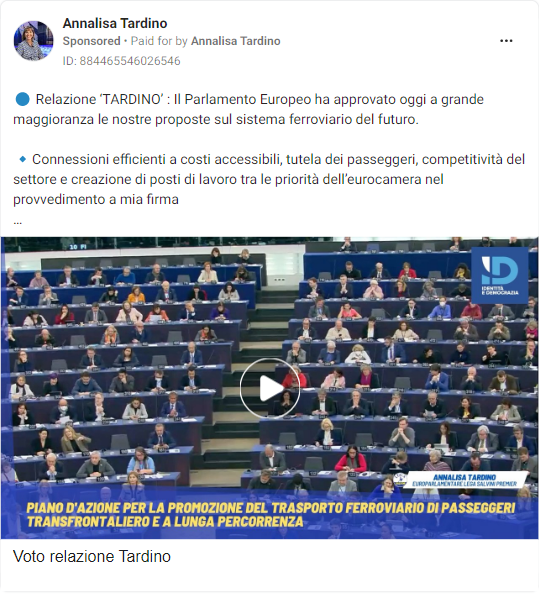 Annalisa Tardino
Sponsored • Paid for by Annalisa Tardino
ID: 884465546026546
Relazione 'TARDINO' : Il Parlamento Europeo ha approvato oggi a grande
maggioranza le nostre proposte sul sistema ferroviario del futuro.
Connessioni efficienti a costi accessibili, tutela dei passeggeri, competitività del
settore e creazione di posti di lavoro tra le priorità dell'eurocamera nel
provvedimento a mia firma
...
16 PI
ID
IDENTITÀ
E DEMOCRAZIA
ANNALISA TARDINO
EUROPARLAMENTARE LEGA SALVINI PREMIER
PIANO D'AZIONE PER LA PROMOZIONE DEL TRASPORTO FERROVIARIO DI PASSEGGERI
TRANSFRONTALIERO E A LUNGA PERCORRENZA
Voto relazione Tardino